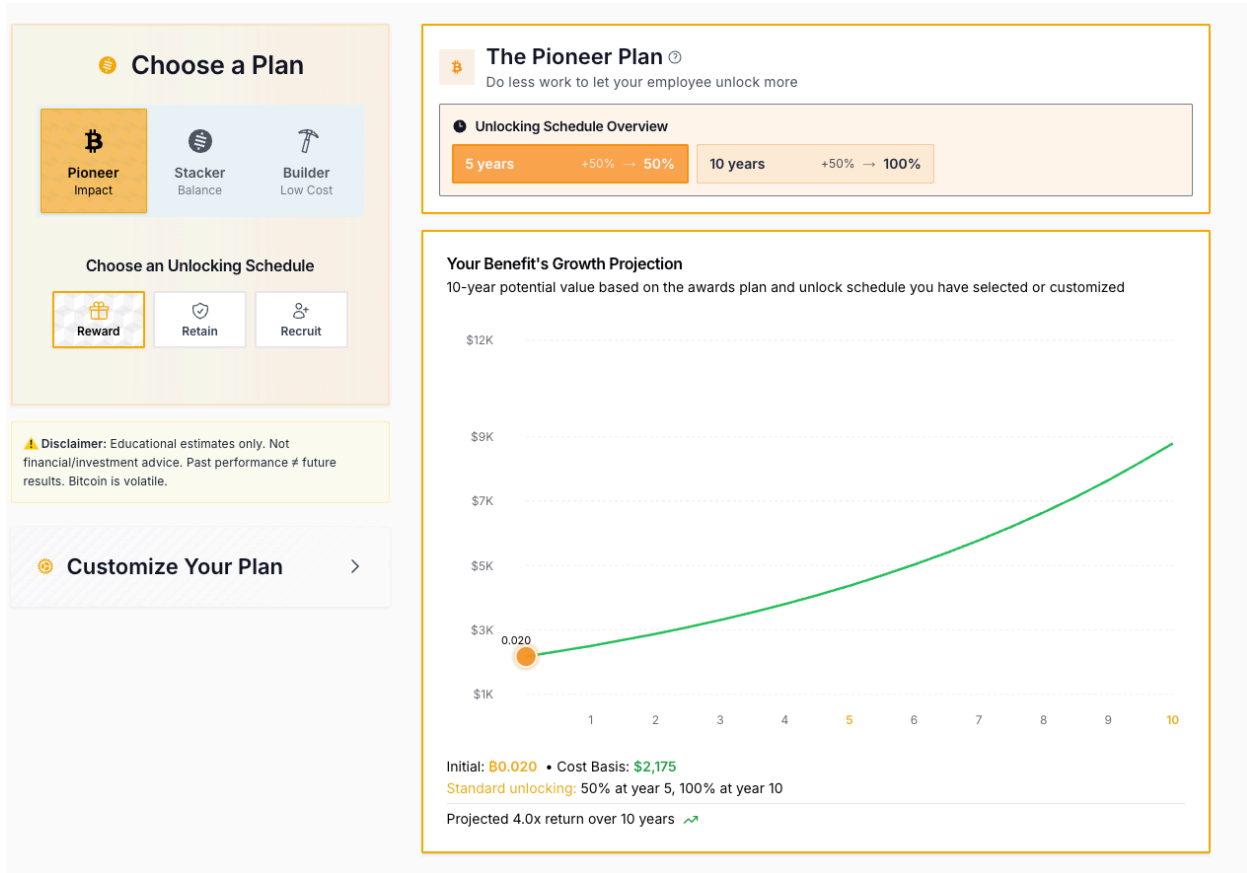 Choose a Plan
Pioneer
Impact
Stacker
Balance
Builder
Low Cost
Choose an Unlocking Schedule
Reward
Retain
Recruit
⚠️ Disclaimer: Educational estimates only. Not
financial/investment advice. Past performance ≠ future
results. Bitcoin is volatile.
Customize Your Plan
The Pioneer Plan
Do less work to let your employee unlock more
Unlocking Schedule Overview
5 years +50% → 50%
10 years +50% → 100%
Your Benefit's Growth Projection
10-year potential value based on the awards plan and unlock schedule you have selected or customized
$12K
$9K
$7K
$5K
$3K
0.020
$1K
1 2 3 4 5 6 7 8 9 10
Initial: ₿0.020 • Cost Basis: $2,175
Standard unlocking: 50% at year 5, 100% at year 10
Projected 4.0x return over 10 years